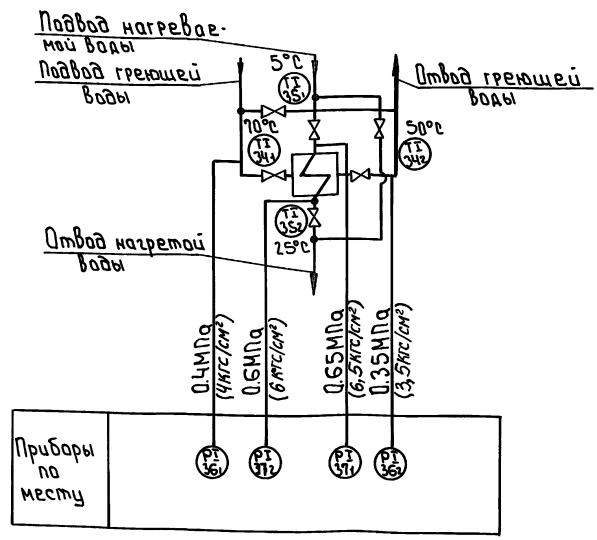 Подвод нагревае-
мой воды
Подвод греющей
воды
5°C
TI
35₁
Отвод греющей
воды
70°C
TI
34₁
50°C
TI
34₂
TI
35₂
25°C
Отвод нагретой
воды
0.4МПа
(4кгс/см²)
0.6МПа
(6кгс/см²)
0.65МПа
(6,5кгс/см²)
0.35МПа
(3,5кгс/см²)
Приборы
по
месту
PI
36₁
PI
37₂
PI
37₁
PI
36₂